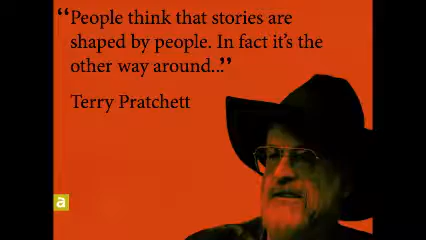 “People think that stories are
shaped by people. In fact it’s the
other way around...”
Terry Pratchett
a